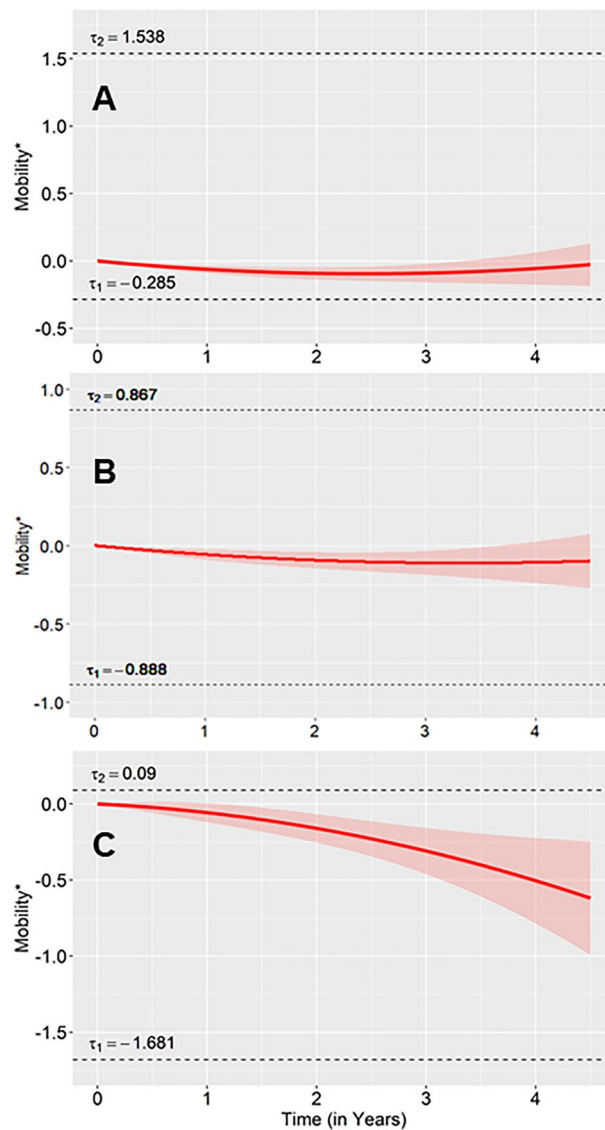 τ₂ = 1.538
1.5
A
1.0
Mobility*
0.5
0.0
τ₁ = −0.285
-0.5
0 1 2 3 4
1.0
τ₂ = 0.867
0.5
B
Mobility*
0.0
-0.5
τ₁ = −0.888
-1.0
0 1 2 3 4
τ₂ = 0.09
0.0
C
-0.5
Mobility*
-1.0
-1.5
τ₁ = −1.681
0 1 2 3 4
Time (in Years)